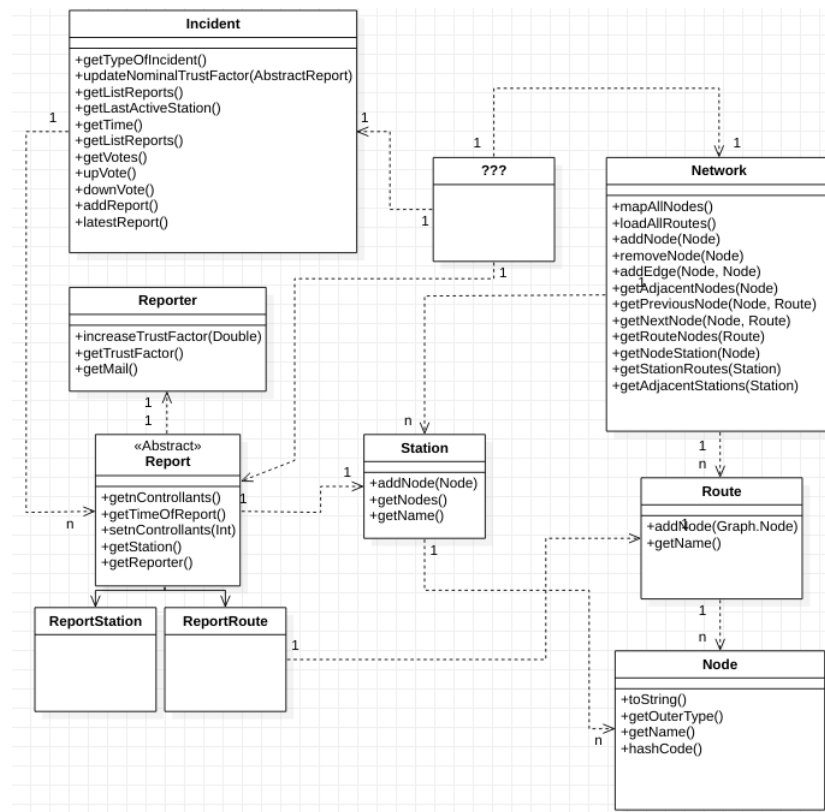 Incident
+getTypeOfIncident()
+updateNominalTrustFactor(AbstractReport)
+getListReports()
+getLastActiveStation()
+getTime()
+getListReports()
+getVotes()
+upVote()
+downVote()
+addReport()
+latestReport()
1
1
1
1
1
1
???
Network
+mapAllNodes()
+loadAllRoutes()
+addNode(Node)
+removeNode(Node)
+addEdge(Node, Node)
+getAdjacentNodes(Node)
+getPreviousNode(Node, Route)
+getNextNode(Node, Route)
+getRouteNodes(Route)
+getNodeStation(Node)
+getStationRoutes(Station)
+getAdjacentStations(Station)
1
Reporter
+increaseTrustFactor(Double)
+getTrustFactor()
+getMail()
1
1
«Abstract»
Report
+getnControllants()
+getTimeOfReport()
+setnControllants(Int)
+getStation()
+getReporter()
n
1
1
n
Station
+addNode(Node)
+getNodes()
+getName()
1
1
n
Route
+addNode(Graph.Node)
+getName()
1
1
n
ReportStation
ReportRoute
1
Node
+toString()
+getOuterType()
+getName()
+hashCode()
n